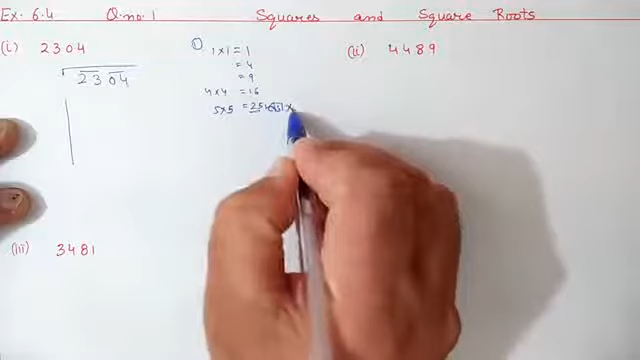 Ex. 6.4 Q.no.1 Squares and Square Roots
(i) 2304
2304
① 1×1 = 1
= 4
= 9
4×4 = 16
5×5 = 25
(ii) 4489
(iii) 3481